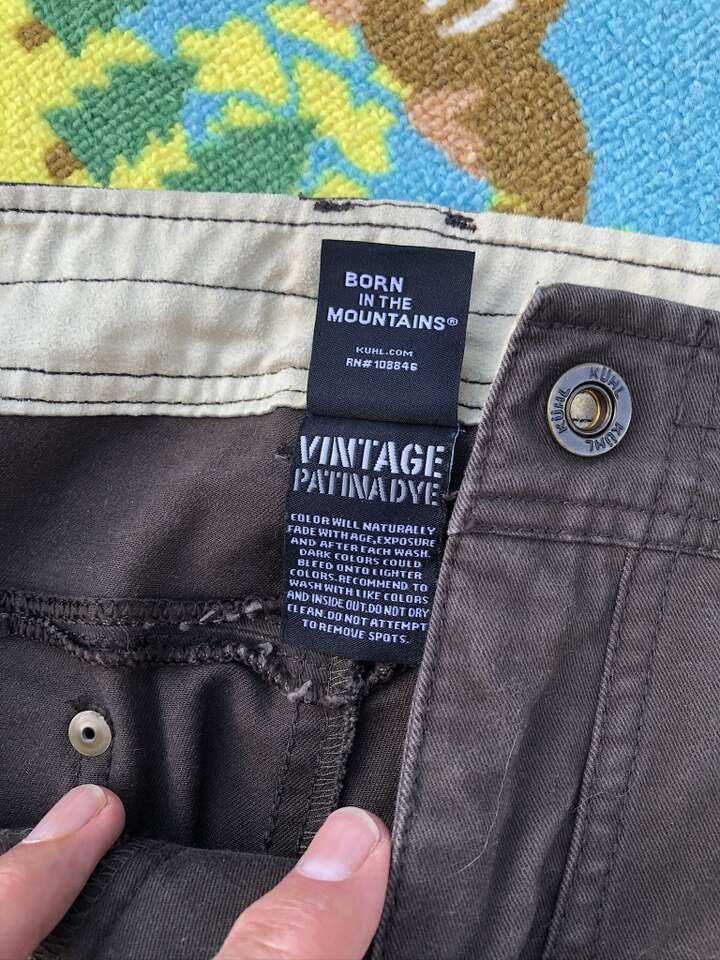 BORN
IN THE
MOUNTAINS®
KUHL.COM
RN#108846
VINTAGE
PATINADYE
COLOR WILL NATURALLY
FADE WITH AGE,EXPOSURE
AND AFTER EACH WASH.
DARK COLORS COULD
BLEED ONTO LIGHTER
COLORS.RECOMMEND TO
WASH WITH LIKE COLORS
AND INSIDE OUT.DO NOT DRY
CLEAN.DO NOT ATTEMPT
TO REMOVE SPOTS.
KÜHL KÜHL KÜHL